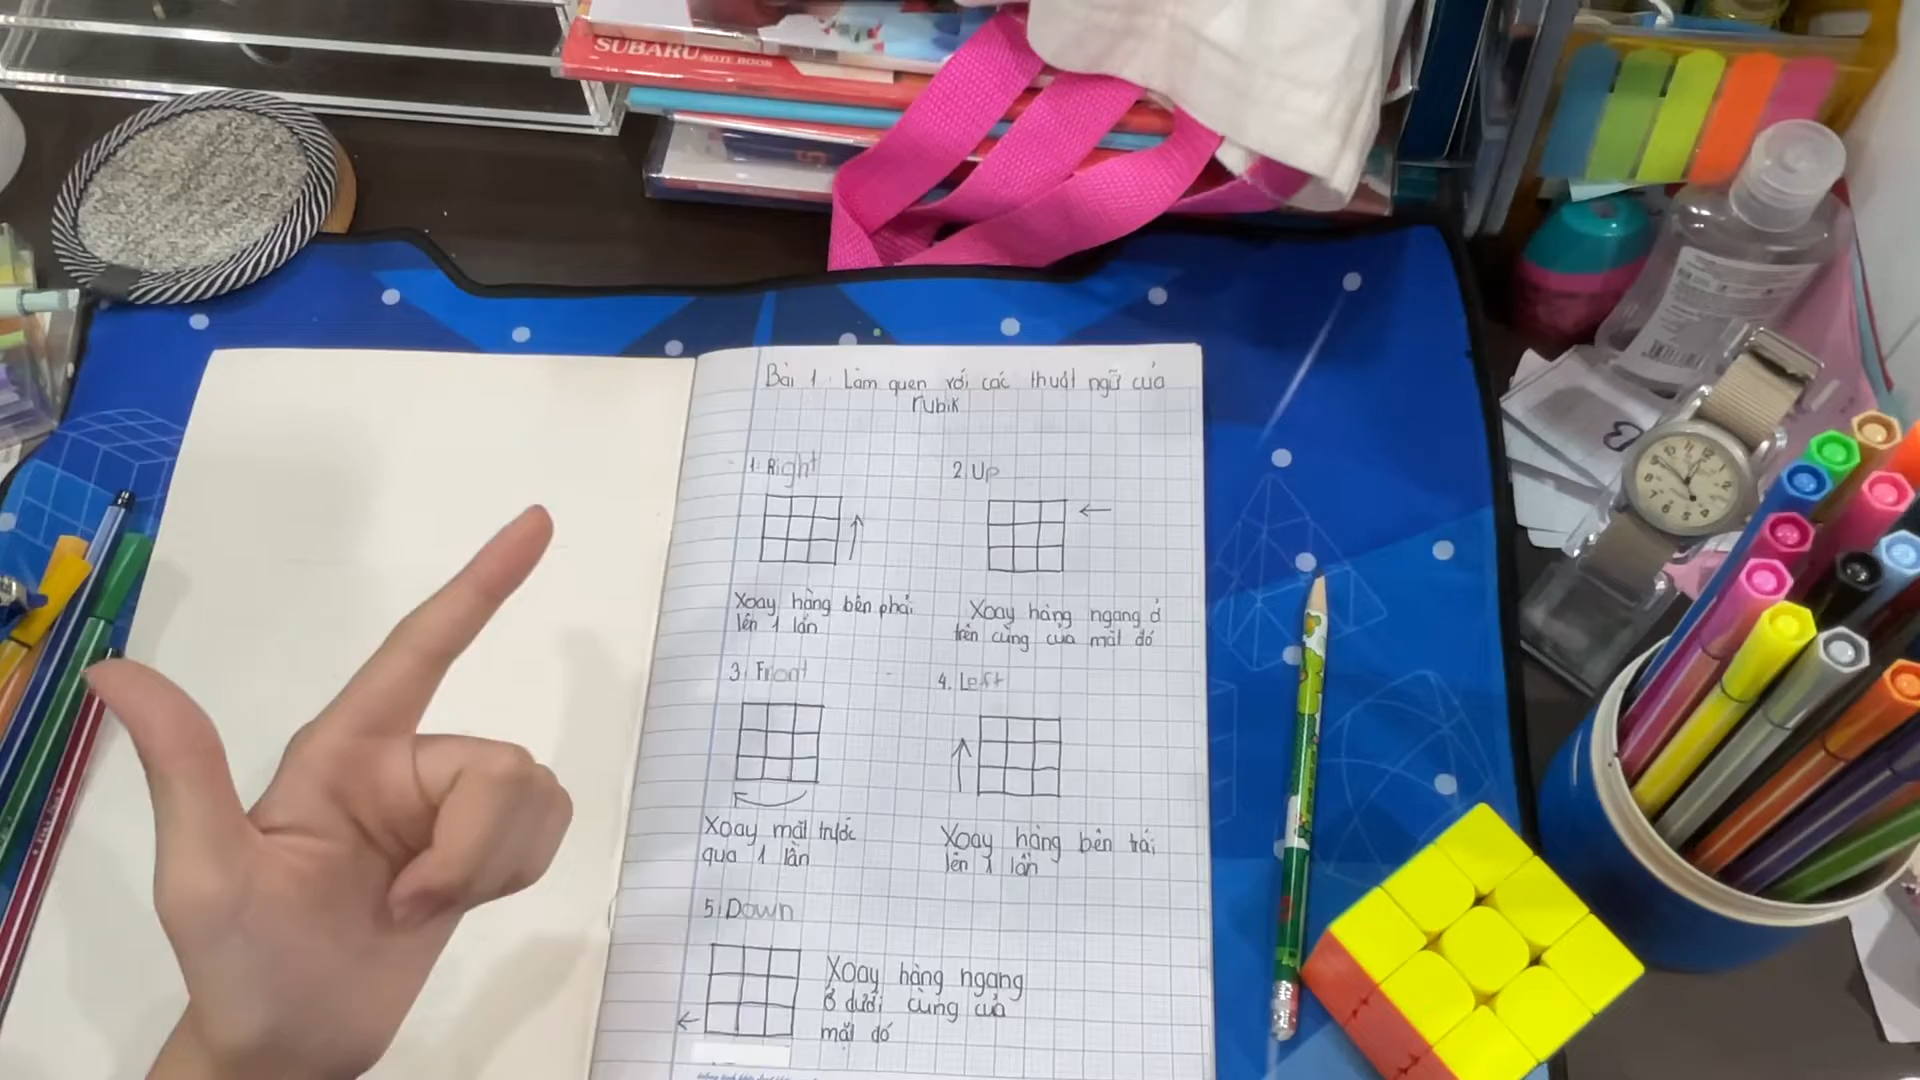 SUBARU NOTE BOOK
Bài 1. Làm quen với các thuật ngữ của
rubik
1. Right
2. Up
Xoay hàng bên phải
lên 1 lần
Xoay hàng ngang ở
trên cùng của mặt đó
3. Front
4. Left
Xoay mặt trước
qua 1 lần
Xoay hàng bên trái
lên 1 lần
5. Down
Xoay hàng ngang
ở dưới cùng của
mặt đó